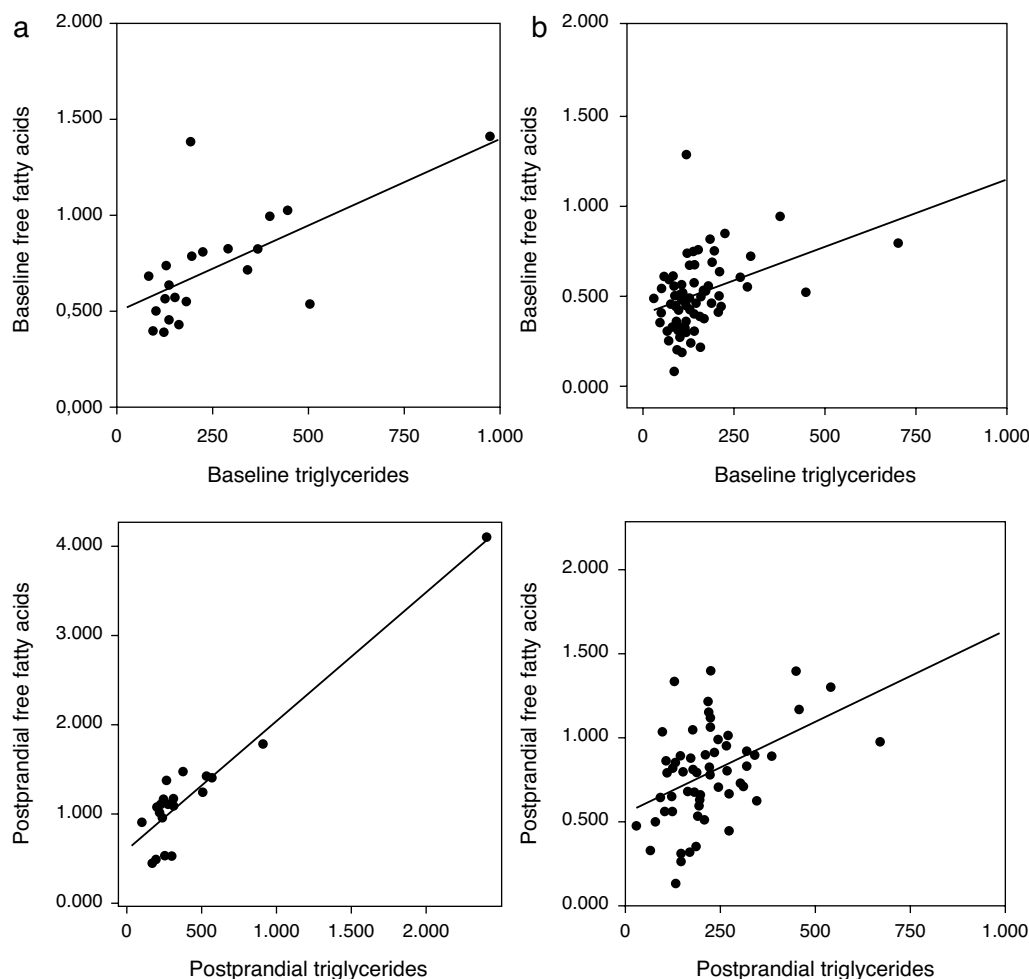 a
2.000
1.500
1.000
0.500
0,000
Baseline free fatty acids
0 250 500 750 1.000
Baseline triglycerides
b
2.000
1.500
1.000
0.500
0.000
Baseline free fatty acids
0 250 500 750 1.000
Baseline triglycerides
4.000
3.000
2.000
1.000
0.000
Postprandial free fatty acids
0 500 1.000 1.500 2.000
Postprandial triglycerides
2.000
1.500
1.000
0.500
0.000
Postprandial free fatty acids
0 250 500 750 1.000
Postprandial triglycerides